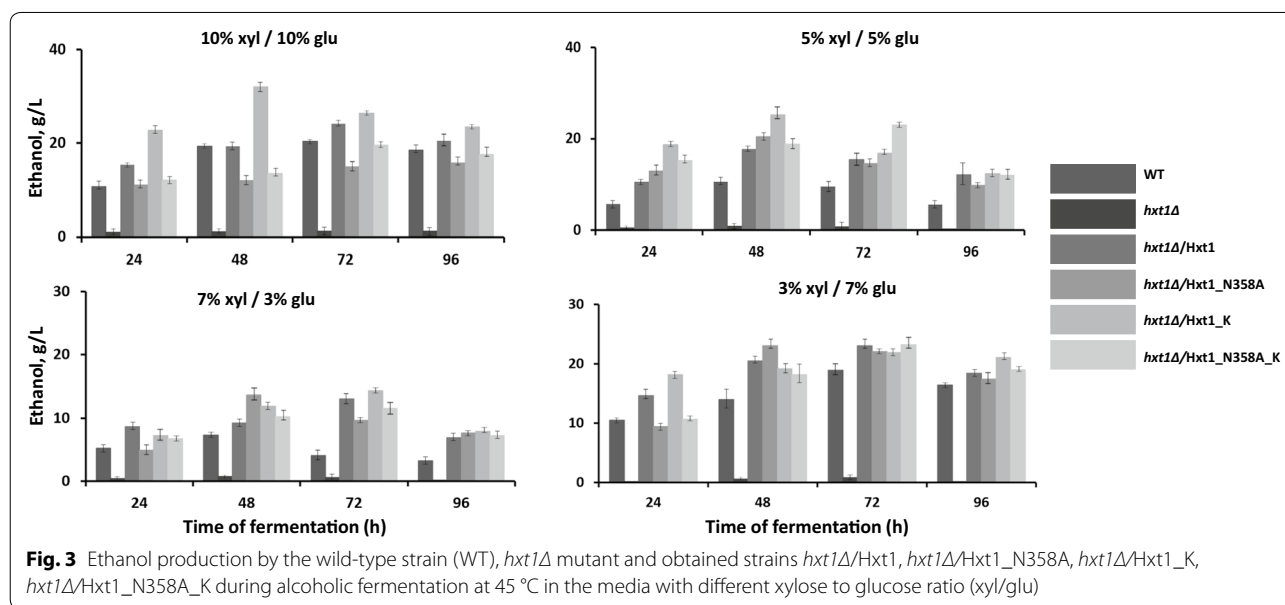 10% xyl / 10% glu
5% xyl / 5% glu
Ethanol, g/L
40
20
0
24 48 72 96
40
20
0
24 48 72 96
7% xyl / 3% glu
3% xyl / 7% glu
Ethanol, g/L
30
20
10
0
24 48 72 96
30
20
10
0
24 48 72 96
Time of fermentation (h)
Time of fermentation (h)
WT
hxt1Δ
hxt1Δ/Hxt1
hxt1Δ/Hxt1_N358A
hxt1Δ/Hxt1_K
hxt1Δ/Hxt1_N358A_K
Fig. 3 Ethanol production by the wild-type strain (WT), hxt1Δ mutant and obtained strains hxt1Δ/Hxt1, hxt1Δ/Hxt1_N358A, hxt1Δ/Hxt1_K,
hxt1Δ/Hxt1_N358A_K during alcoholic fermentation at 45 °C in the media with different xylose to glucose ratio (xyl/glu)